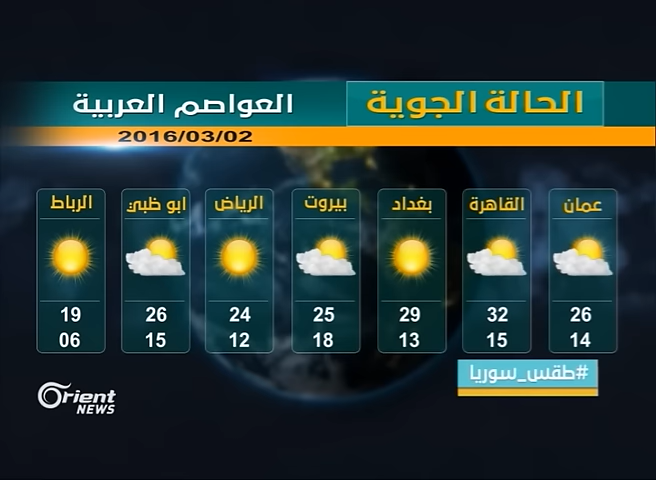 الحالة الجوية
العواصم العربية
2016/03/02
عمان
26
14
القاهرة
32
15
بغداد
29
13
بيروت
25
18
الرياض
24
12
ابو ظبي
26
15
الرباط
19
06
#طقس_سوريا
Orient
NEWS